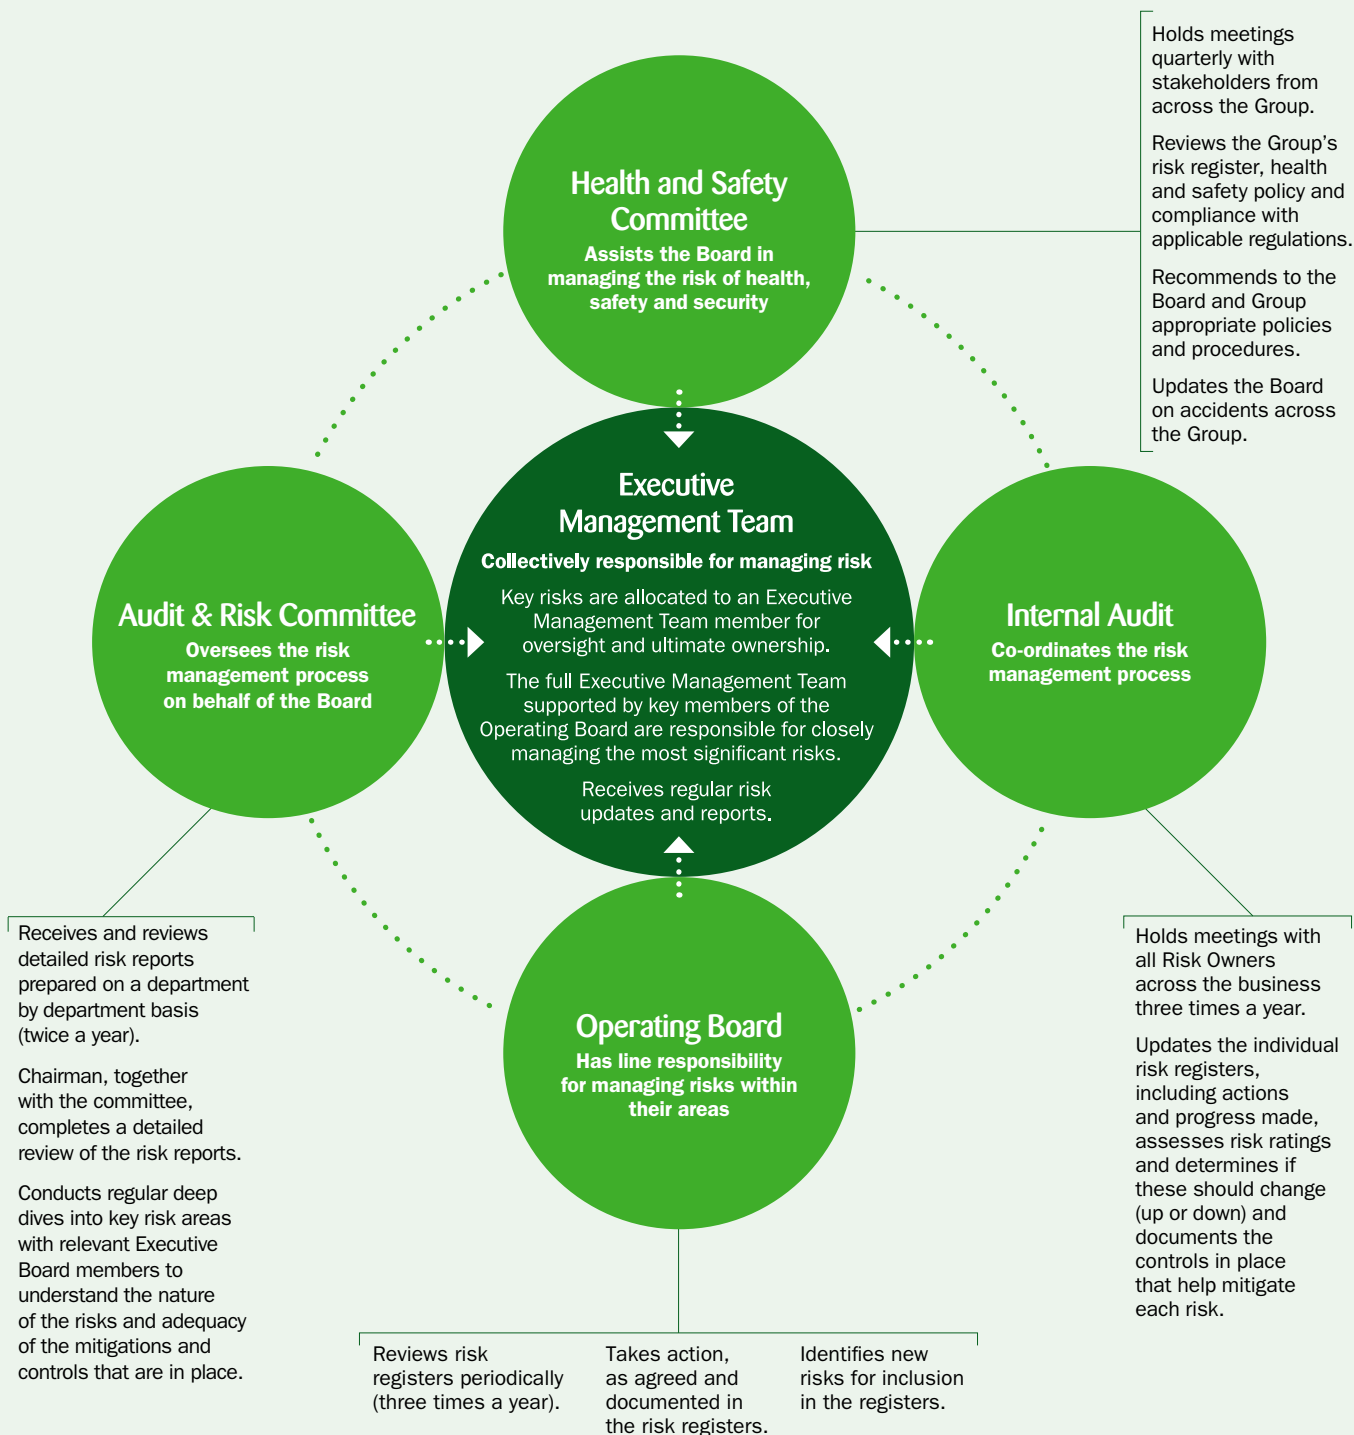 Holds meetings
quarterly with
stakeholders from
across the Group.
Reviews the Group's
risk register, health
and safety policy and
compliance with
applicable regulations.
Recommends to the
Board and Group
appropriate policies
and procedures.
Updates the Board
on accidents across
the Group.
Health and Safety
Committee
Assists the Board in
managing the risk of health,
safety and security
Executive
Management Team
Collectively responsible for managing risk
Key risks are allocated to an Executive
Management Team member for
oversight and ultimate ownership.
The full Executive Management Team
supported by key members of the
Operating Board are responsible for closely
managing the most significant risks.
Receives regular risk
updates and reports.
Audit & Risk Committee
Oversees the risk
management process
on behalf of the Board
Internal Audit
Co-ordinates the risk
management process
Receives and reviews
detailed risk reports
prepared on a department
by department basis
(twice a year).
Chairman, together
with the committee,
completes a detailed
review of the risk reports.
Conducts regular deep
dives into key risk areas
with relevant Executive
Board members to
understand the nature
of the risks and adequacy
of the mitigations and
controls that are in place.
Operating Board
Has line responsibility
for managing risks within
their areas
Holds meetings with
all Risk Owners
across the business
three times a year.
Updates the individual
risk registers,
including actions
and progress made,
assesses risk ratings
and determines if
these should change
(up or down) and
documents the
controls in place
that help mitigate
each risk.
Reviews risk
registers periodically
(three times a year).
Takes action,
as agreed and
documented in
the risk registers.
Identifies new
risks for inclusion
in the registers.